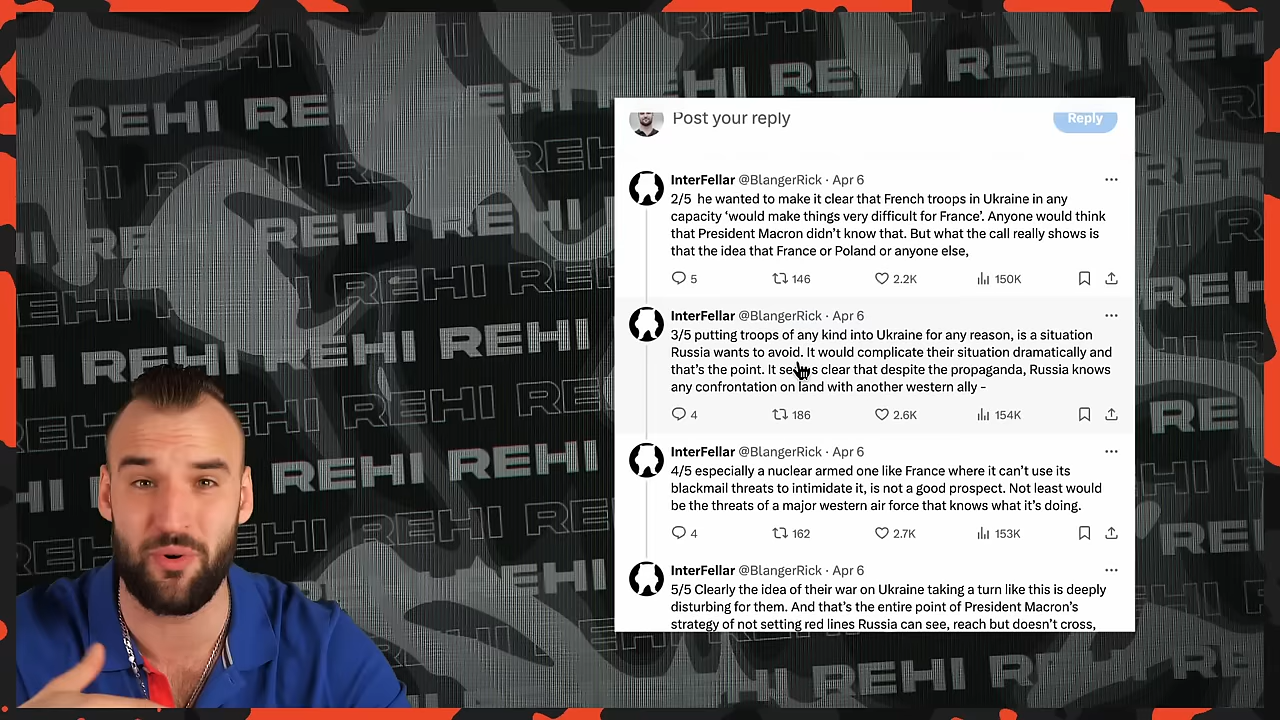 REHI REHI REHI REHI
Post your reply
Reply
InterFellar @BlangerRick · Apr 6
2/5 he wanted to make it clear that French troops in Ukraine in any
capacity ‘would make things very difficult for France’. Anyone would think
that President Macron didn’t know that. But what the call really shows is
that the idea that France or Poland or anyone else,
5 146 2.2K 150K
InterFellar @BlangerRick · Apr 6
3/5 putting troops of any kind into Ukraine for any reason, is a situation
Russia wants to avoid. It would complicate their situation dramatically and
that’s the point. It clear that despite the propaganda, Russia knows
any confrontation on land with another western ally -
4 186 2.6K 154K
InterFellar @BlangerRick · Apr 6
4/5 especially a nuclear armed one like France where it can’t use its
blackmail threats to intimidate it, is not a good prospect. Not least would
be the threats of a major western air force that knows what it’s doing.
4 162 2.7K 153K
InterFellar @BlangerRick · Apr 6
5/5 Clearly the idea of their war on Ukraine taking a turn like this is deeply
disturbing for them. And that’s the entire point of President Macron’s
strategy of not setting red lines Russia can see, reach but doesn’t cross,